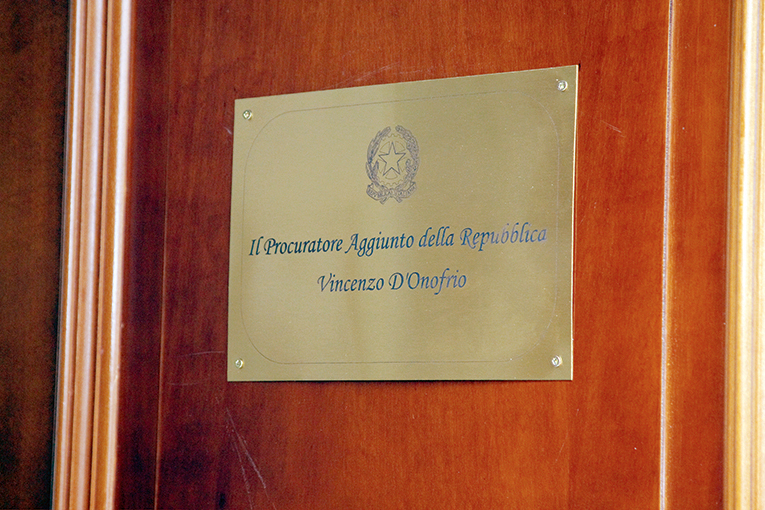 Il Procuratore Aggiunto della Repubblica
Vincenzo D'Onofrio